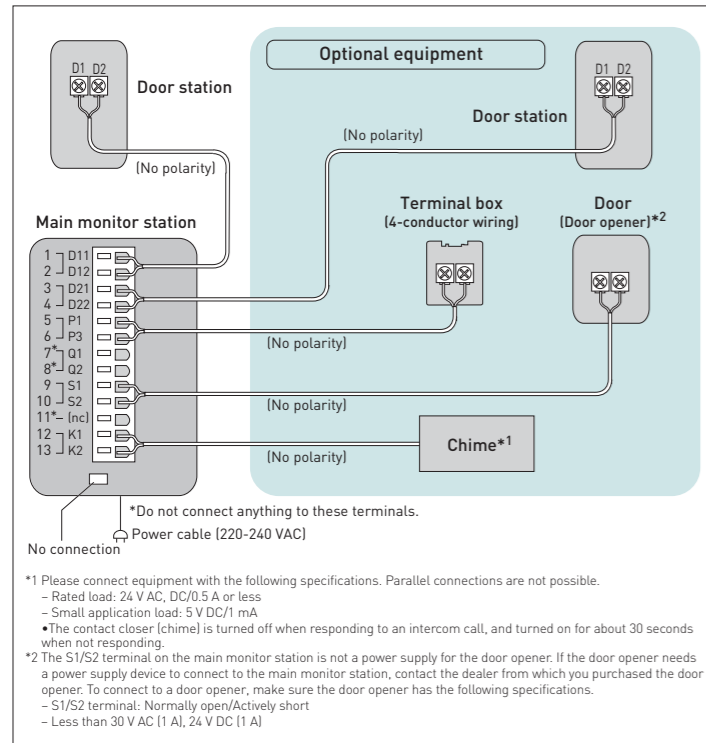 Optional equipment
D1 D2
Door station
(No polarity)
D1 D2
Door station
(No polarity)
Main monitor station
Terminal box
(4-conductor wiring)
Door
(Door opener)*2
1 D11
2 D12
3 D21
4 D22
5 P1
6 P3
7* Q1
8* Q2
9 S1
10 S2
11*– (nc)
12 K1
13 K2
(No polarity)
(No polarity)
(No polarity)
Chime*1
*Do not connect anything to these terminals.
Power cable (220-240 VAC)
No connection
*1 Please connect equipment with the following specifications. Parallel connections are not possible.
– Rated load: 24 V AC, DC/0.5 A or less
– Small application load: 5 V DC/1 mA
•The contact closer (chime) is turned off when responding to an intercom call, and turned on for about 30 seconds
when not responding.
*2 The S1/S2 terminal on the main monitor station is not a power supply for the door opener. If the door opener needs
a power supply device to connect to the main monitor station, contact the dealer from which you purchased the door
opener. To connect to a door opener, make sure the door opener has the following specifications.
– S1/S2 terminal: Normally open/Actively short
– Less than 30 V AC (1 A), 24 V DC (1 A)